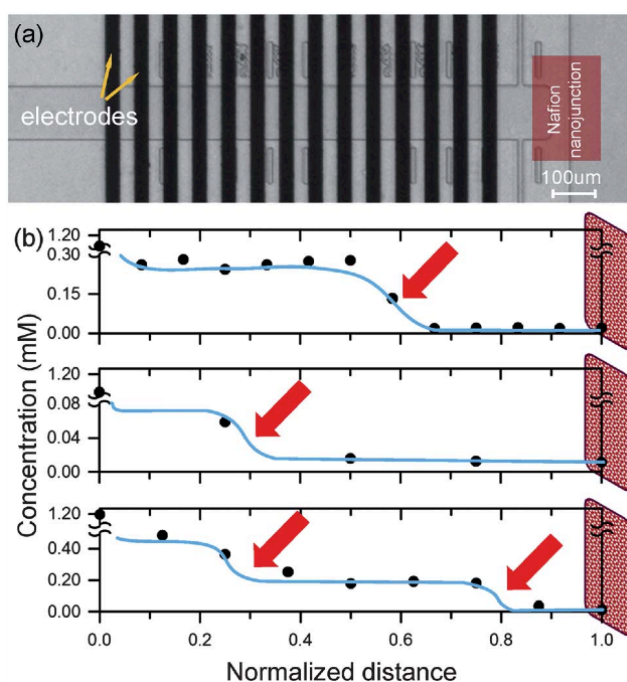 (a)
electrodes
Nafion
nanojunction
100um
(b)
Concentration (mM)
1.20
0.30
0.15
0.00
1.20
0.08
0.04
0.00
1.20
0.40
0.20
0.00
0.0
0.2
0.4
0.6
0.8
1.0
Normalized distance